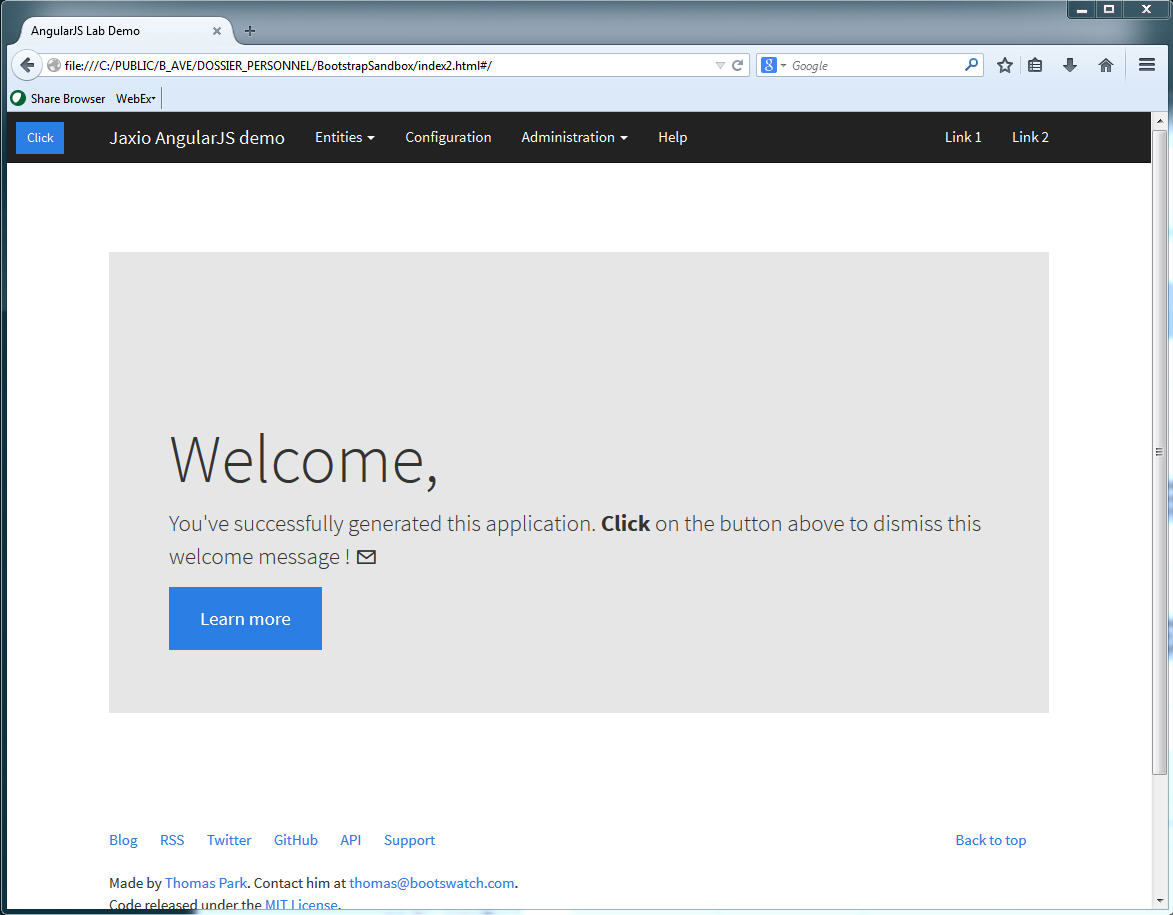 AngularJS Lab Demo
file:///C:/PUBLIC/B_AVE/DOSSIER_PERSONNEL/BootstrapSandbox/index2.html#/
8 Google
Share Browser WebEx
Click Jaxio AngularJS demo Entities Configuration Administration Help Link 1 Link 2
Welcome,
You've successfully generated this application. Click on the button above to dismiss this
welcome message !
Learn more
Blog RSS Twitter GitHub API Support Back to top
Made by Thomas Park. Contact him at thomas@bootswatch.com.
Code released under the MIT License.